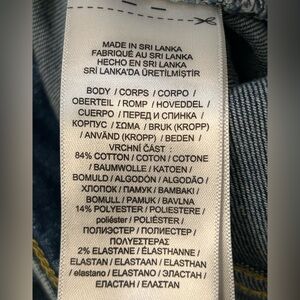 MADE IN SRI LANKA
FABRIQUÉ AU SRI LANKA
HECHO EN SRI LANKA
SRİ LANKA'DA ÜRETİLMİŞTİR
BODY / CORPS / CORPO /
OBERTEIL / ROMP / HOVEDDEL /
CUERPO / ПЕРЕД И СПИНКА /
КОРПУС / ΣΩΜΑ / BRUK (KROPP)
/ ANVÄND (KROPP) / BEDEN /
VRCHNÍ ČÁST :
84% COTTON / COTON / COTONE
/ BAUMWOLLE / KATOEN /
BOMULD / ALGODÓN / ALGODÃO /
ХЛОПОК / ПАМУК / ΒΑΜΒΑΚΙ /
BOMULL / PAMUK / BAVLNA
14% POLYESTER / POLIESTERE /
poliéster / POLIÉSTER /
ПОЛИЭСТЕР / ПОЛИЕСТЕР /
ΠΟΛΥΕΣΤΕΡΑΣ
2% ELASTANE / ÉLASTHANNE /
ELASTAN / ELASTAAN / ELASTHAN
/ elastano / ELASTANO / ЭЛАСТАН /
ЕЛАСТАН / ΕΛΑΣΤΑΝ